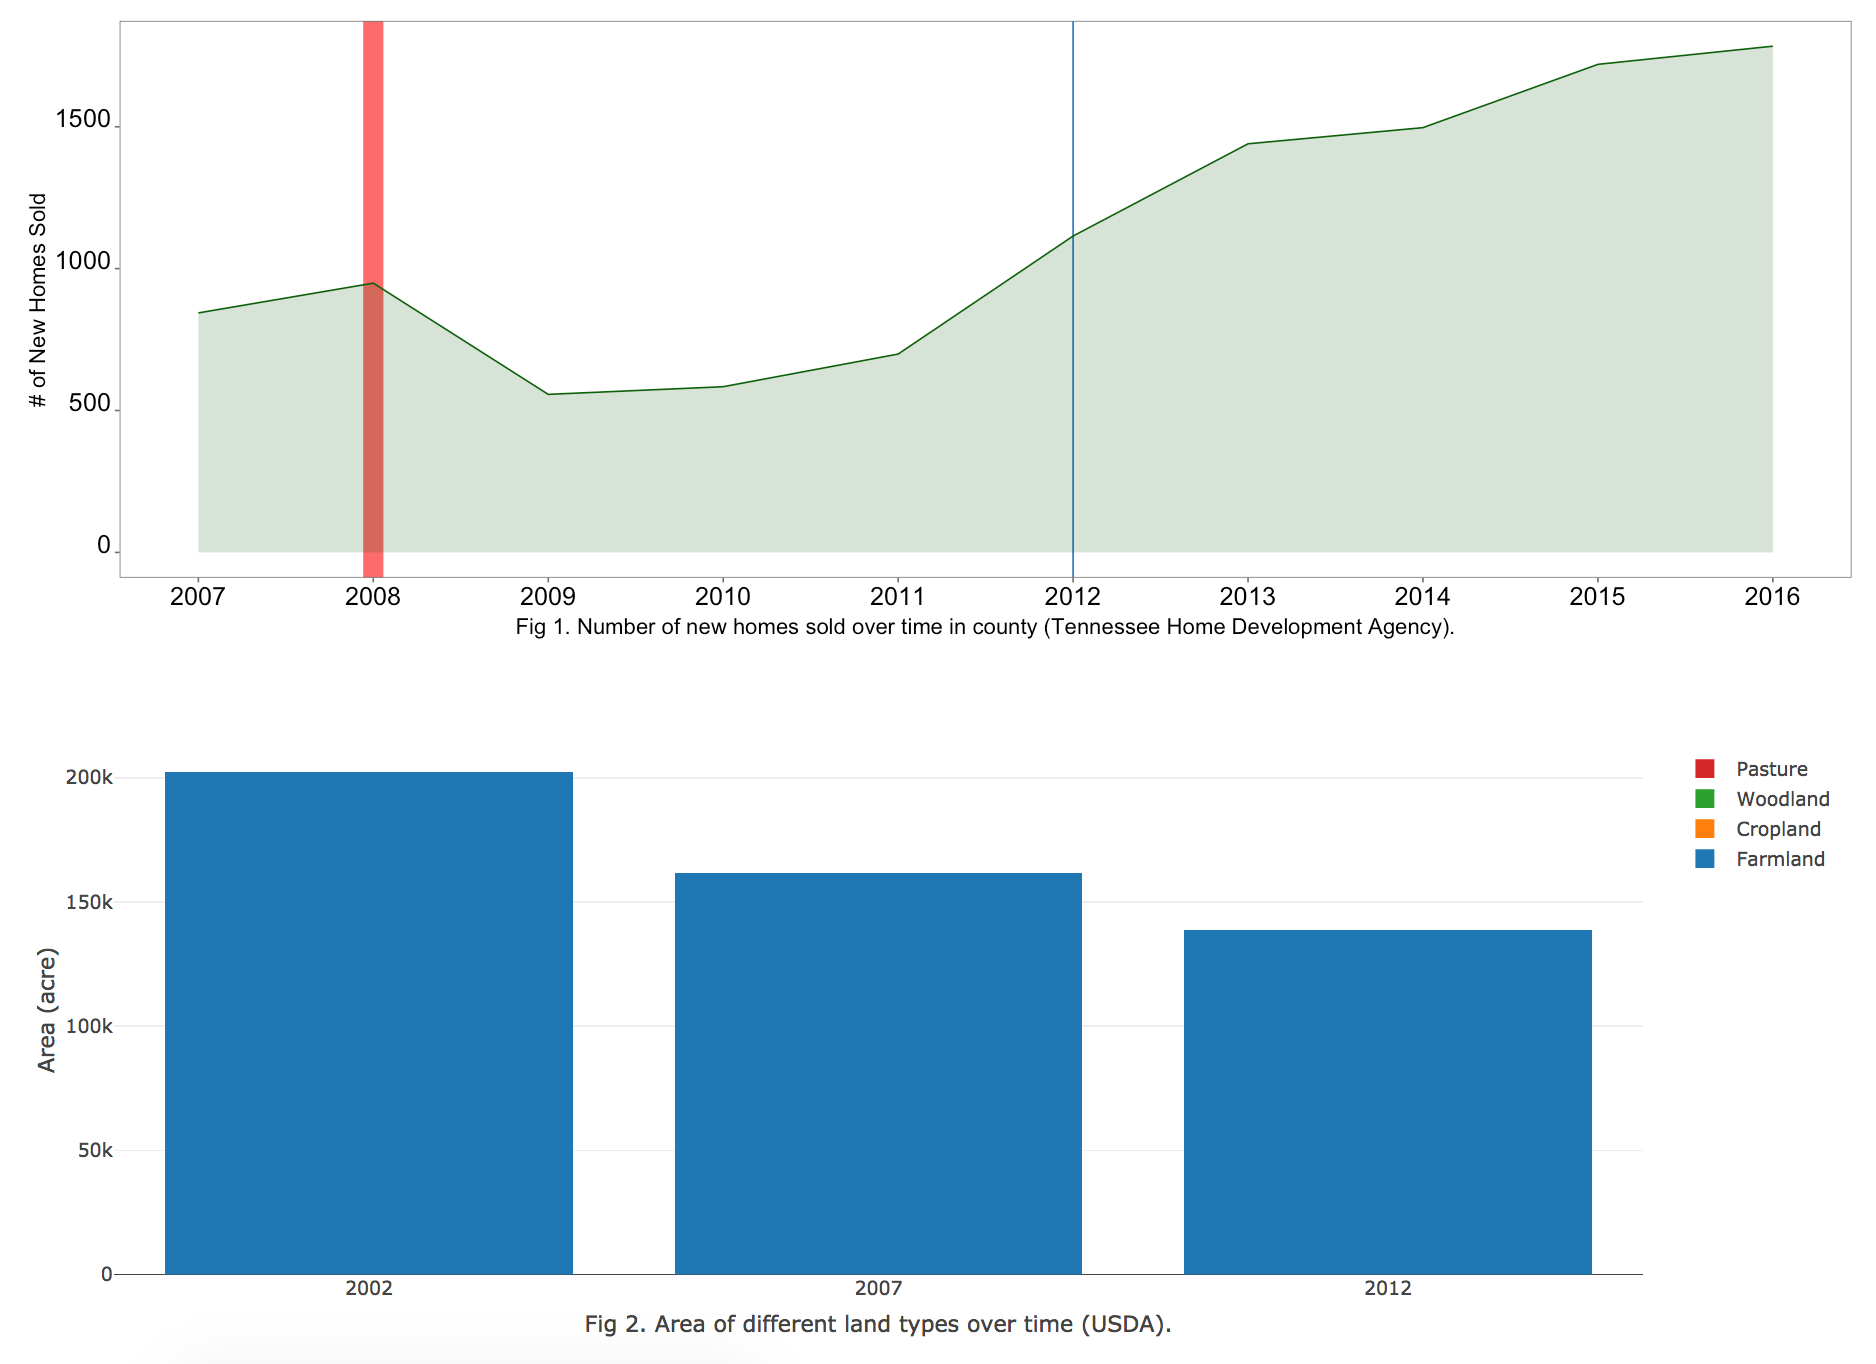 # of New Homes Sold
1500
1000
500
0
2007 2008 2009 2010 2011 2012 2013 2014 2015 2016
Fig 1. Number of new homes sold over time in county (Tennessee Home Development Agency).
Area (acre)
200k
150k
100k
50k
0
2002 2007 2012
Fig 2. Area of different land types over time (USDA).
Pasture
Woodland
Cropland
Farmland